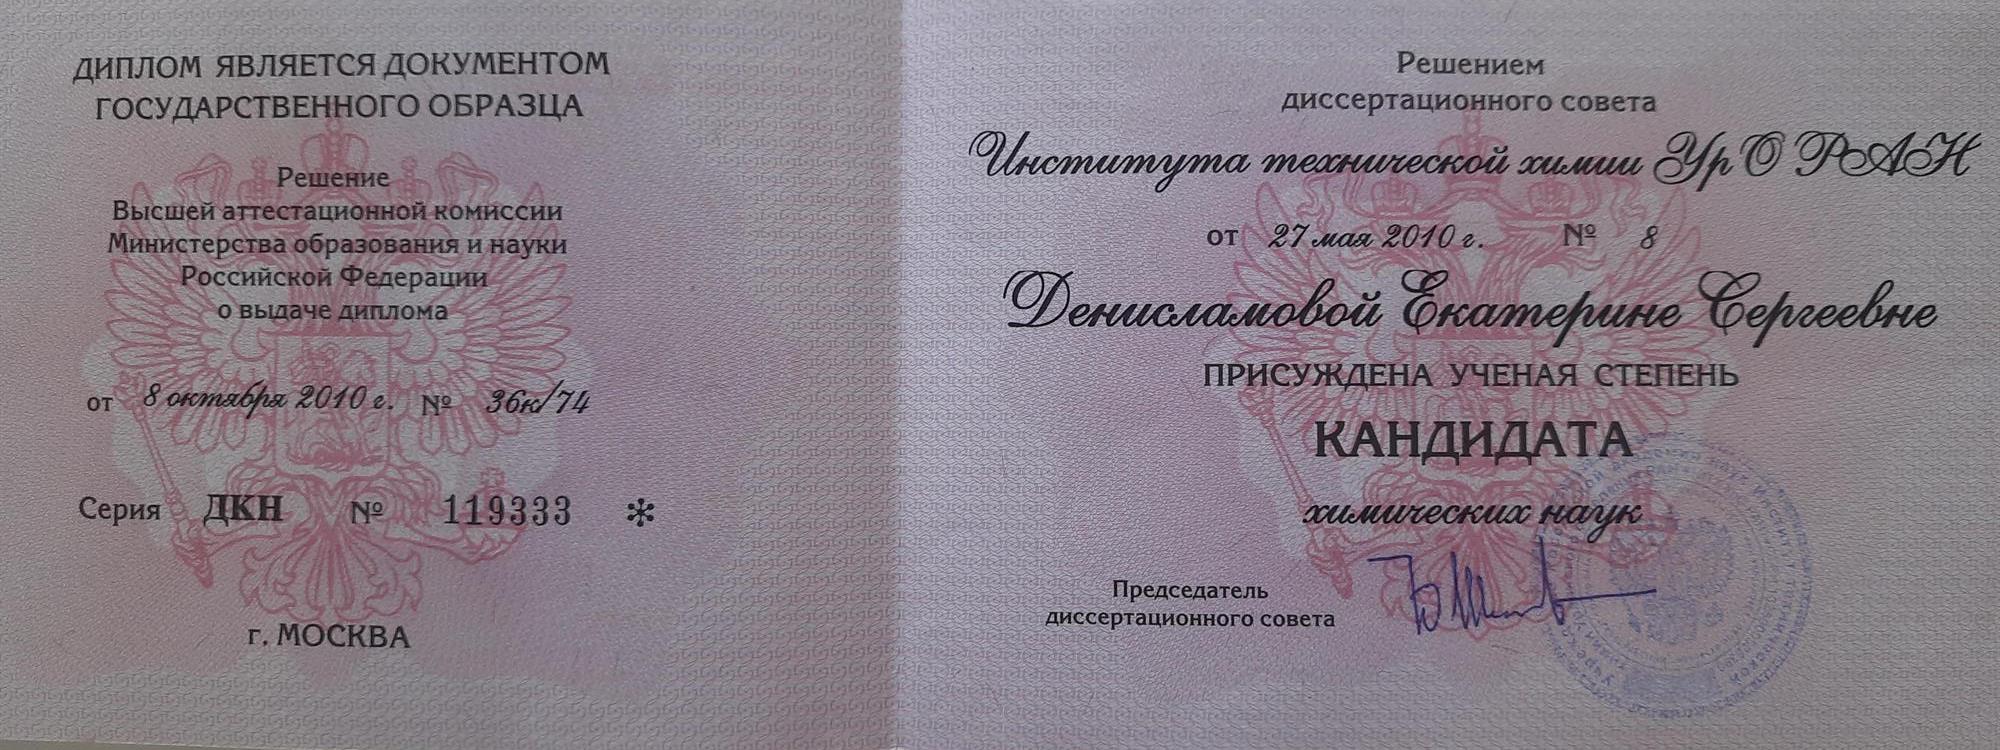 ДИПЛОМ ЯВЛЯЕТСЯ ДОКУМЕНТОМ
ГОСУДАРСТВЕННОГО ОБРАЗЦА
Решение
Высшей аттестационной комиссии
Министерства образования и науки
Российской Федерации
о выдаче диплома
от 8 октября 2010 г. № 36к/74
Серия ДКН № 119333 *
г. МОСКВА
Решением
диссертационного совета
Института технической химии УрО РАН
от 27 мая 2010 г. № 8
Денисламовой Екатерине Сергеевне
ПРИСУЖДЕНА УЧЕНАЯ СТЕПЕНЬ
КАНДИДАТА
химических наук
Председатель
диссертационного совета